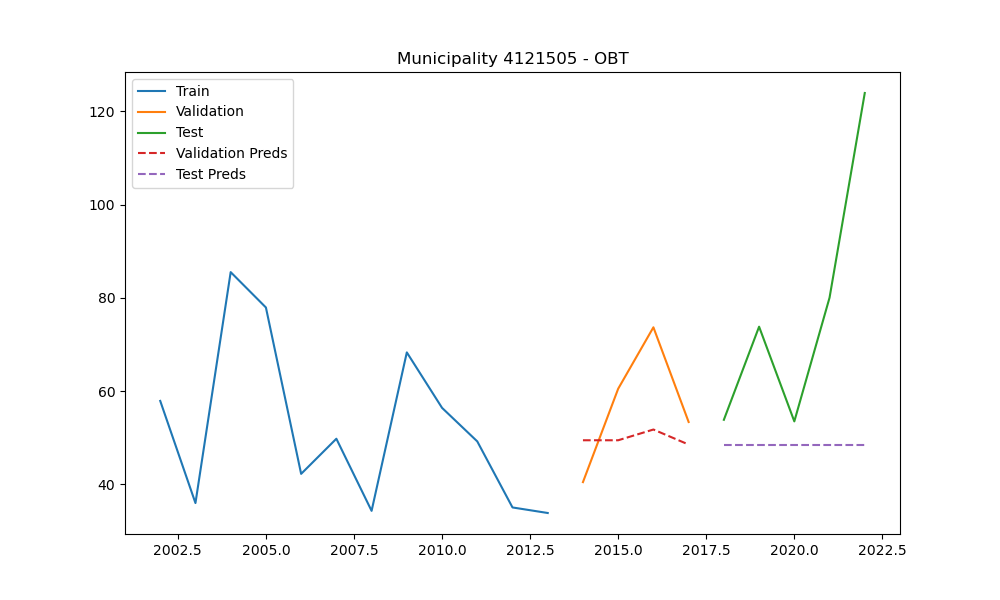 Municipality 4121505 - OBT
Train
Validation
Test
Validation Preds
Test Preds
120
100
80
60
40
2002.5 2005.0 2007.5 2010.0 2012.5 2015.0 2017.5 2020.0 2022.5